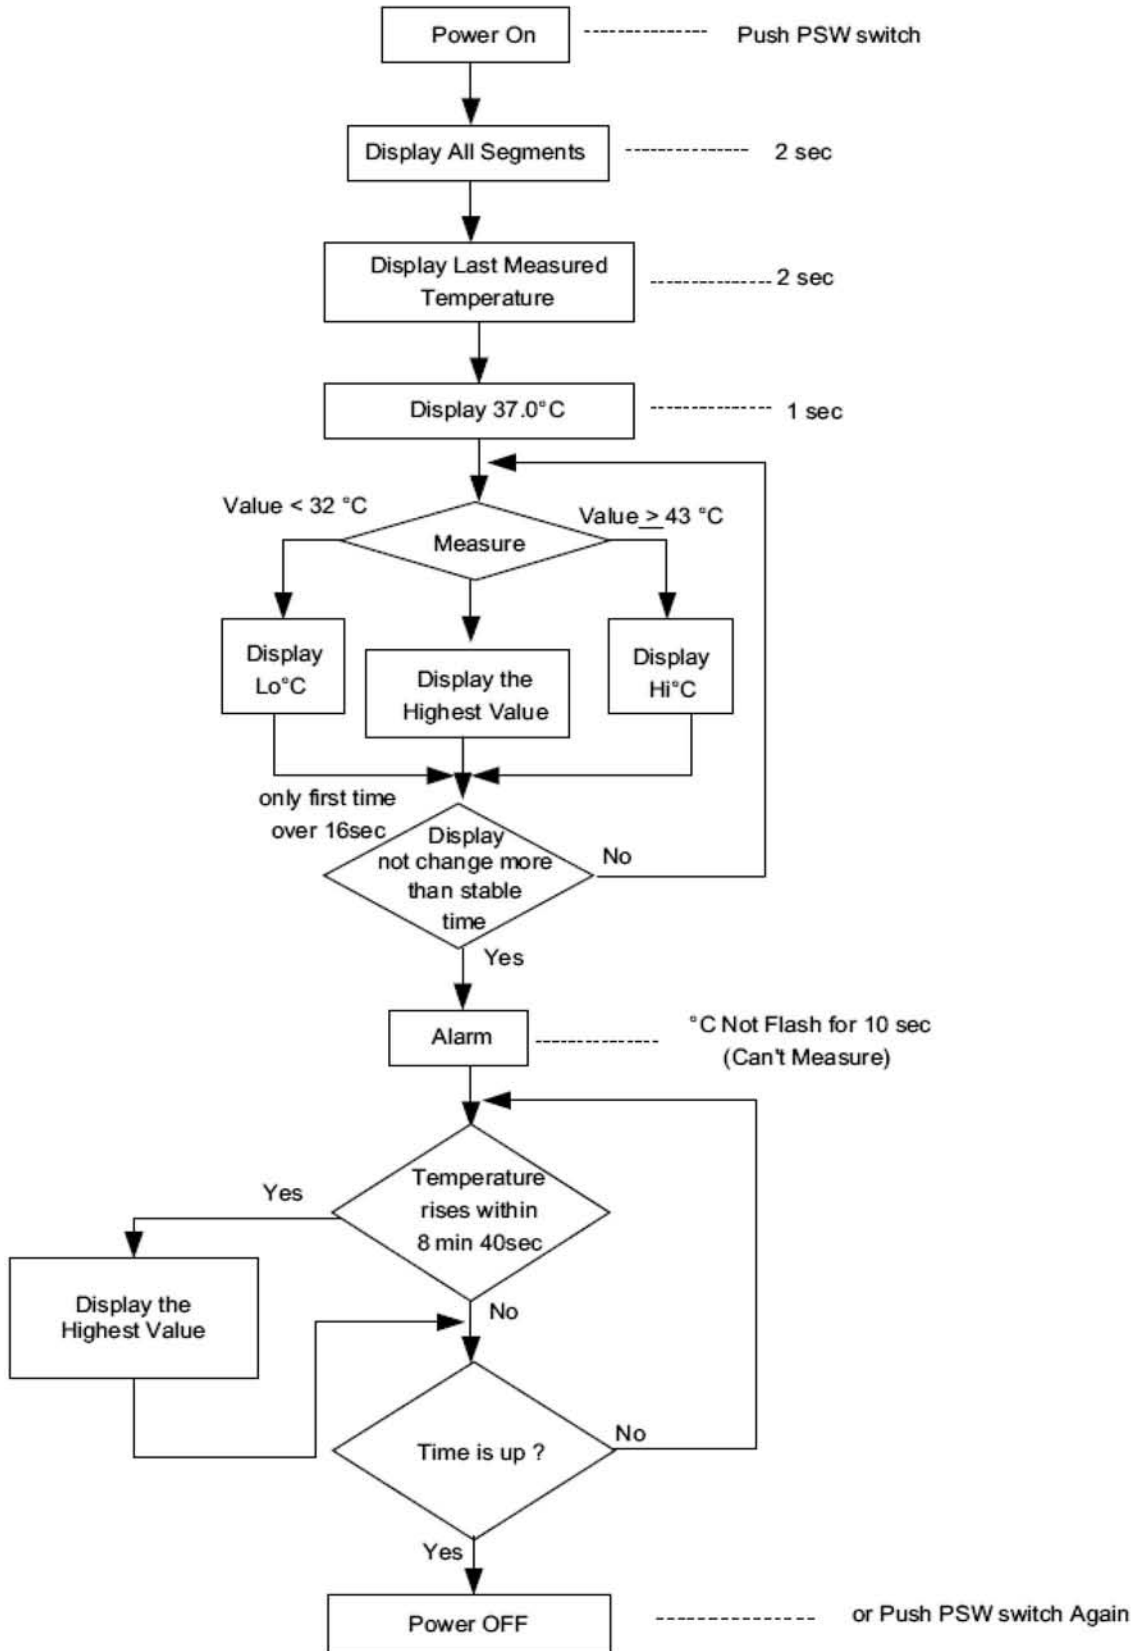 Power On
Push PSW switch
Display All Segments
2 sec
Display Last Measured
Temperature
2 sec
Display 37.0°C
1 sec
Value < 32 °C
Value ≥ 43 °C
Measure
Display
Lo°C
Display the
Highest Value
Display
Hi°C
only first time
over 16sec
Display
not change more
than stable
time
No
Yes
Alarm
°C Not Flash for 10 sec
(Can't Measure)
Temperature
rises within
8 min 40sec
Yes
Display the
Highest Value
No
Time is up ?
No
Yes
Power OFF
or Push PSW switch Again